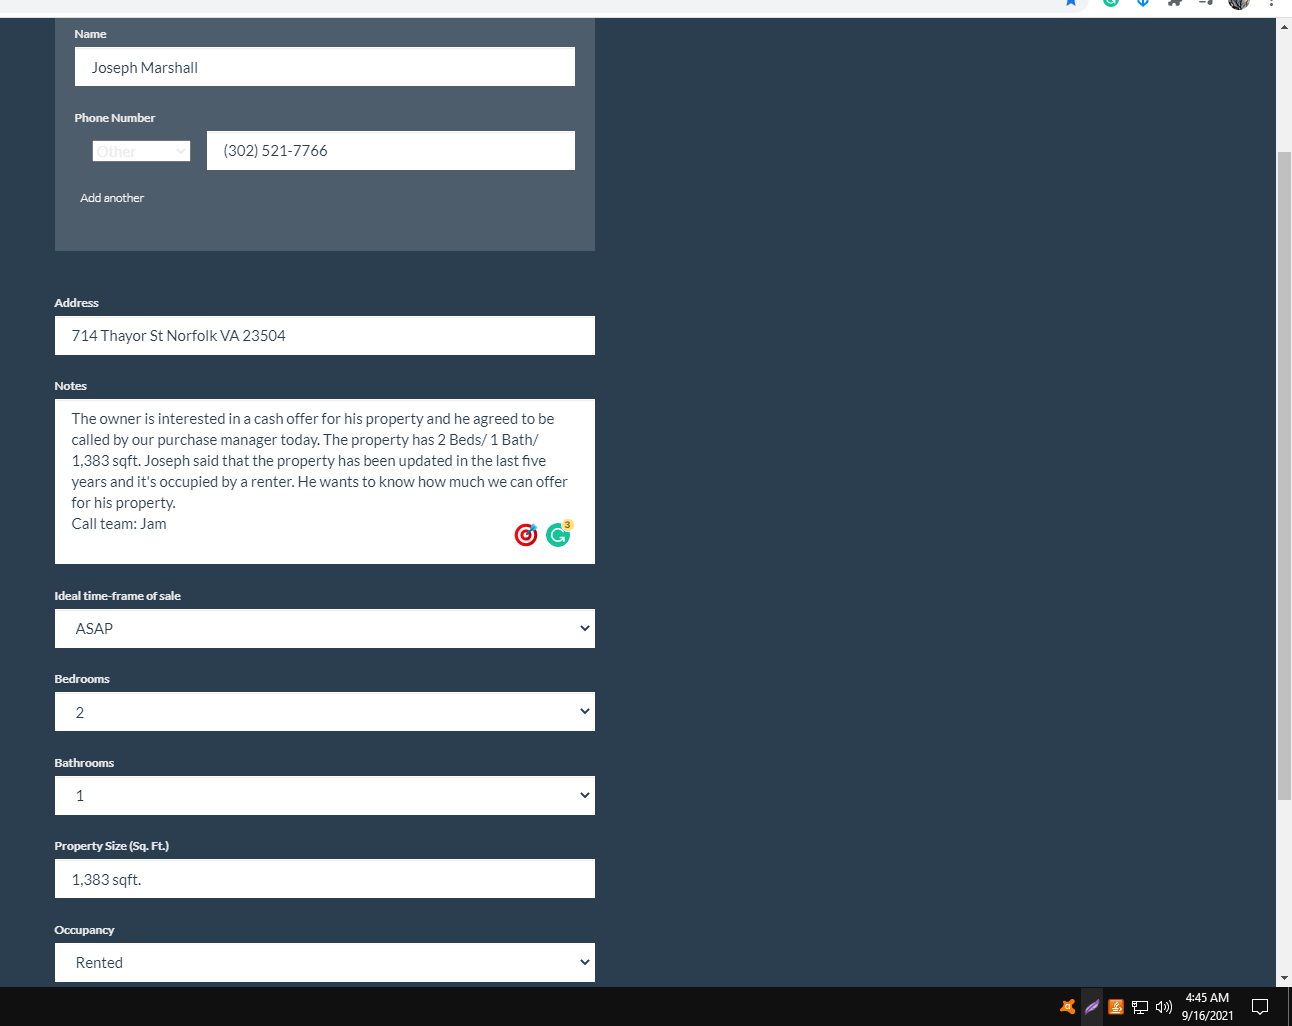 Name
Joseph Marshall
Phone Number
Other
(302) 521-7766
Add another
Address
714 Thayor St Norfolk VA 23504
Notes
The owner is interested in a cash offer for his property and he agreed to be
called by our purchase manager today. The property has 2 Beds/ 1 Bath/
1,383 sqft. Joseph said that the property has been updated in the last five
years and it's occupied by a renter. He wants to know how much we can offer
for his property.
Call team: Jam
3
Ideal time-frame of sale
ASAP
Bedrooms
2
Bathrooms
1
Property Size (Sq. Ft.)
1,383 sqft.
Occupancy
Rented
4:45 AM
9/16/2021